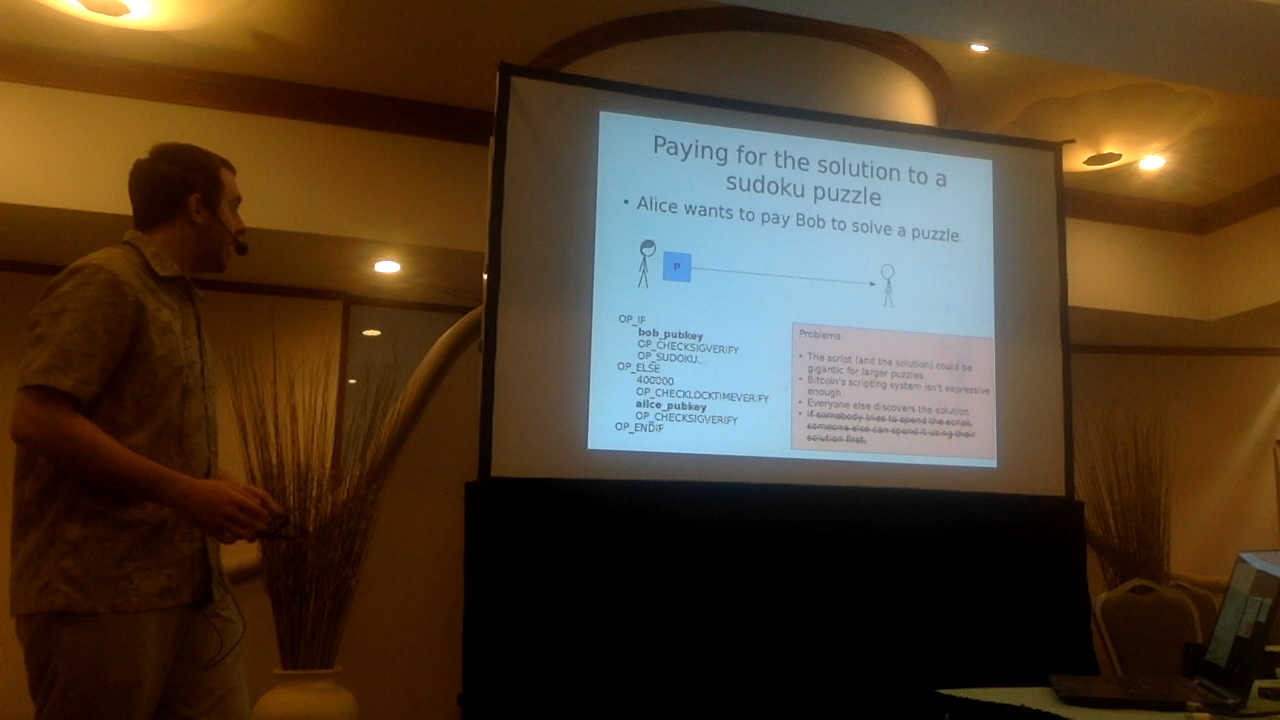 Paying for the solution to a
sudoku puzzle
• Alice wants to pay Bob to solve a puzzle.
P
OP_IF
bob_pubkey
OP_CHECKSIGVERIFY
OP_SUDOKU...
OP_ELSE
400000
OP_CHECKLOCKTIMEVERIFY
alice_pubkey
OP_CHECKSIGVERIFY
OP_ENDIF
Problems
• The script (and the solution) could be
gigantic for larger puzzles.
• Bitcoin's scripting system isn't expressive
enough.
• Everyone else discovers the solution.
• If somebody tries to spend the script,
someone else can spend it using their
solution first.